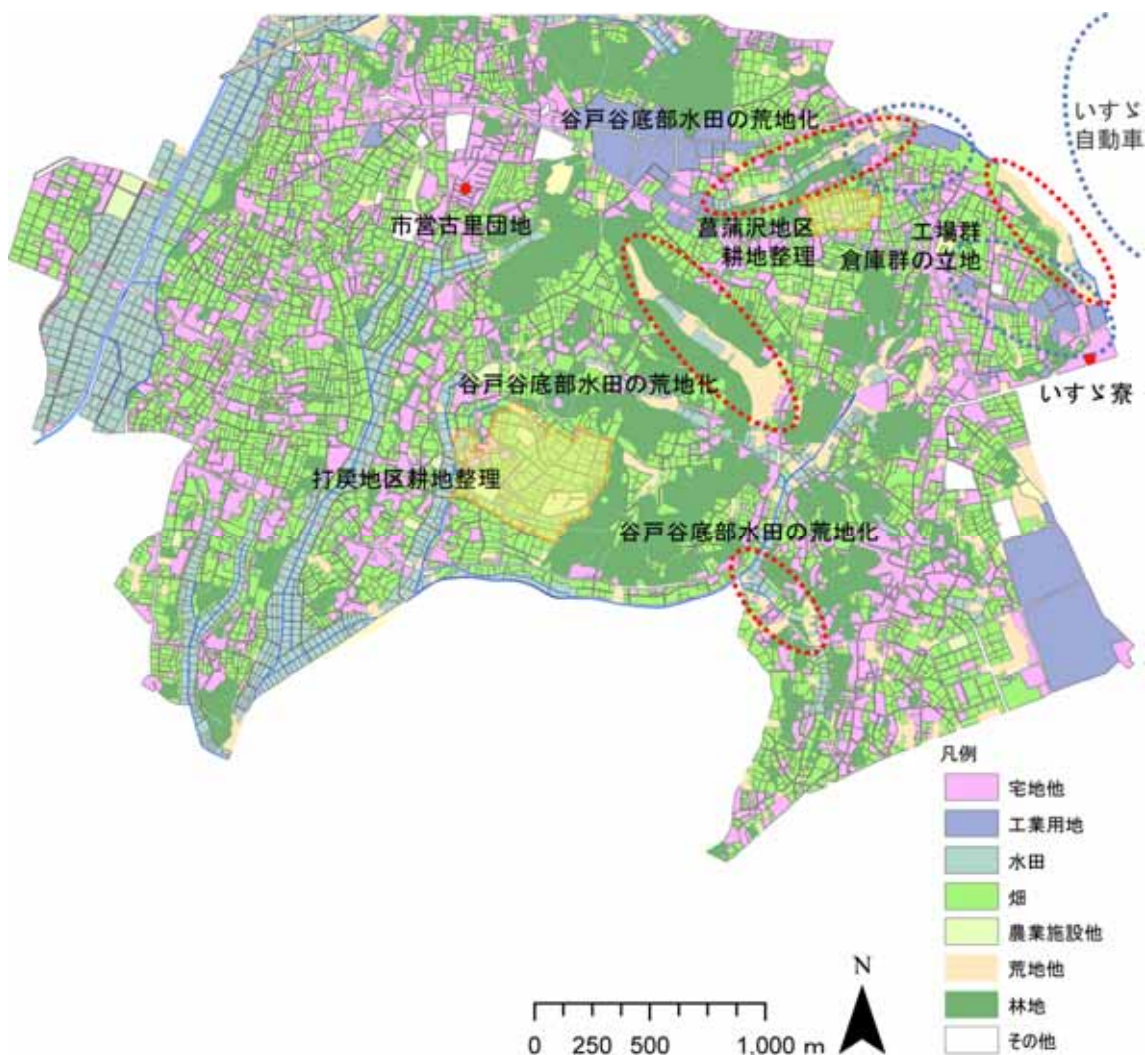 いすゞ
自動車
谷戸谷底部水田の荒地化
市営古里団地
菖蒲沢地区
耕地整理
工場群
倉庫群の立地
谷戸谷底部水田の荒地化
いすゞ寮
打戻地区耕地整理
谷戸谷底部水田の荒地化
凡例
宅地他
工業用地
水田
畑
農業施設他
荒地他
林地
その他
N
0 250 500 1,000 m